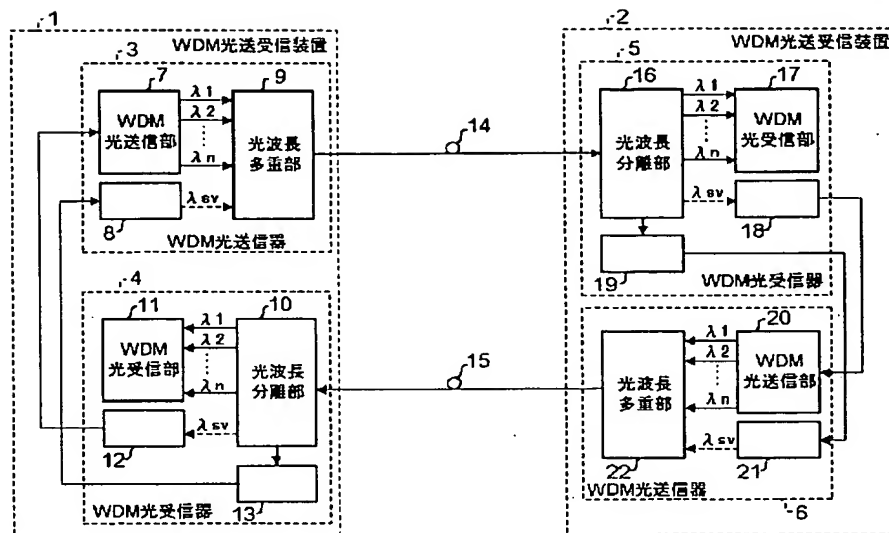 1
WDM光送受信装置
3
7
WDM
光送信部
λ1
λ2
λn
9
光波長
多重部
8
λsv
WDM光送信器
14
4
11
WDM
光受信部
λ1
λ2
λn
10
光波長
分離部
12
λsv
13
WDM光受信器
15
2
WDM光送受信装置
5
16
光波長
分離部
λ1
λ2
λn
17
WDM
光受信部
λsv
18
19
WDM光受信器
20
WDM
光送信部
λ1
λ2
λn
光波長
多重部
22
λsv
21
WDM光送信器
6